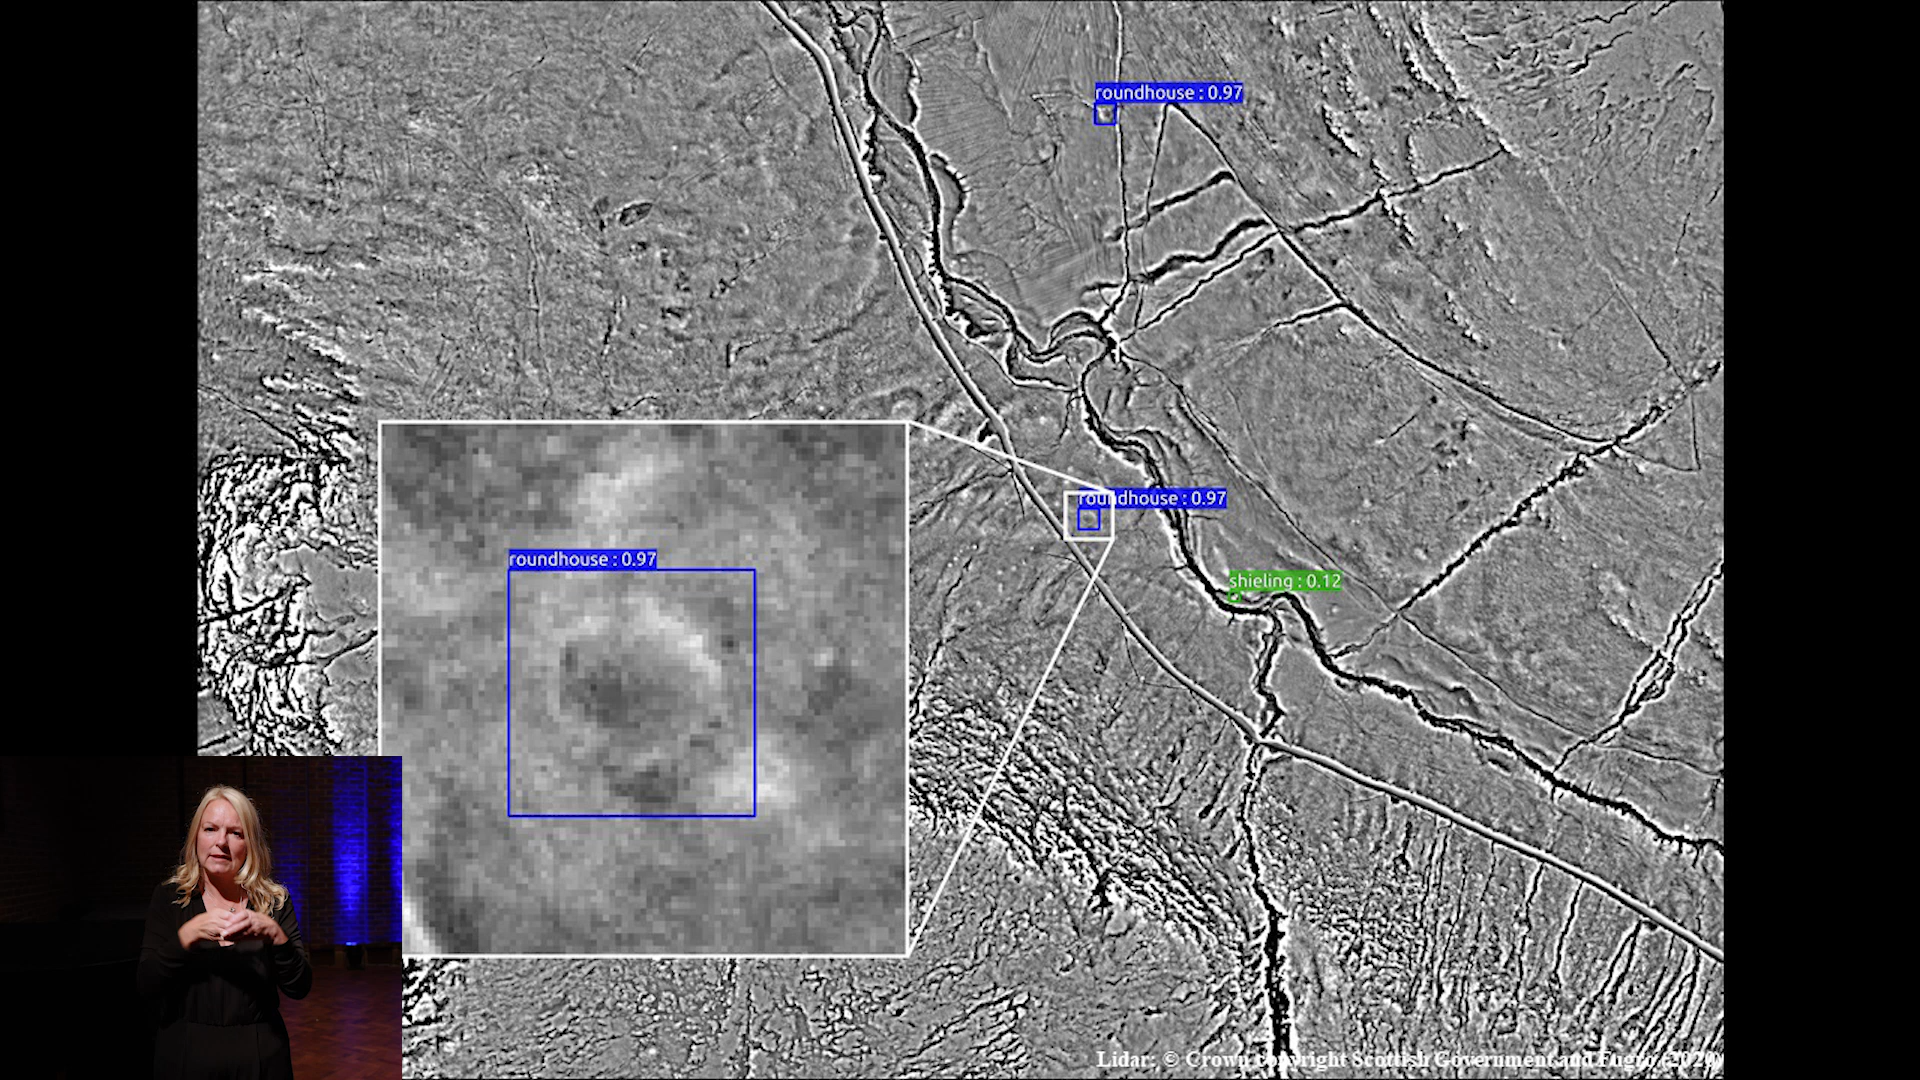 roundhouse : 0.97
roundhouse : 0.97
roundhouse : 0.97
shieling : 0.12
Lidar: © Crown copyright Scottish Government and Fugro (2020)